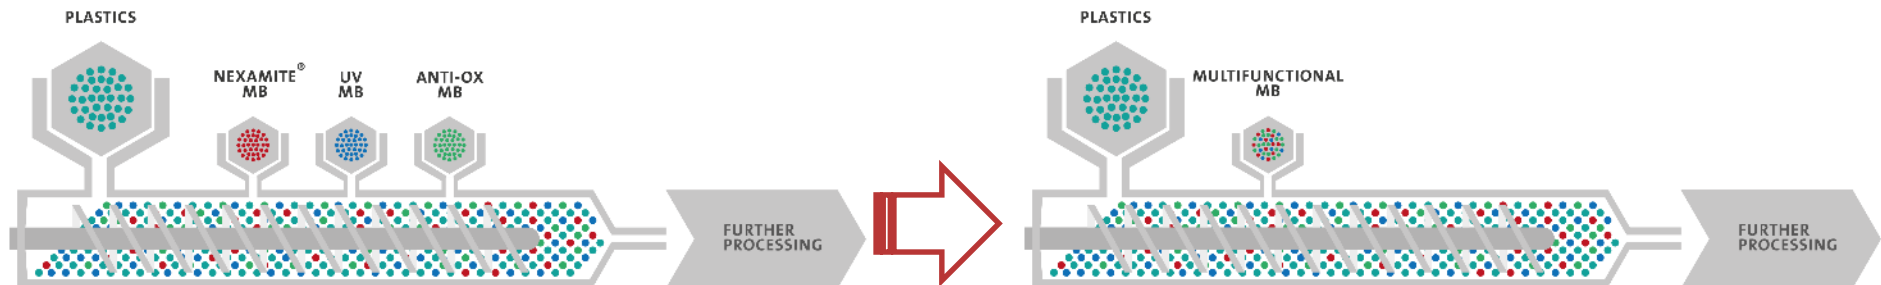 PLASTICS
NEXAMITE®
MB
UV
MB
ANTI-OX
MB
FURTHER
PROCESSING
PLASTICS
MULTIFUNCTIONAL
MB
FURTHER
PROCESSING